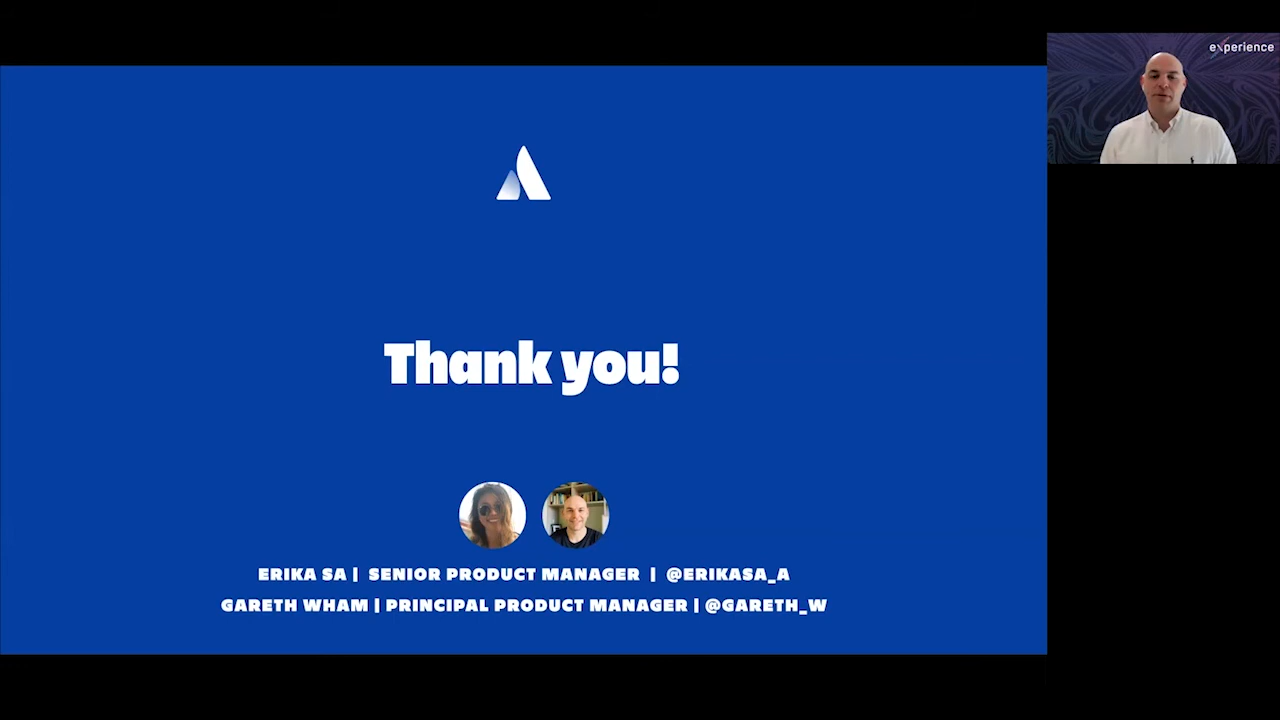 experience
Thank you!
ERIKA SA | SENIOR PRODUCT MANAGER | @ERIKASA_A
GARETH WHAM | PRINCIPAL PRODUCT MANAGER | @GARETH_W